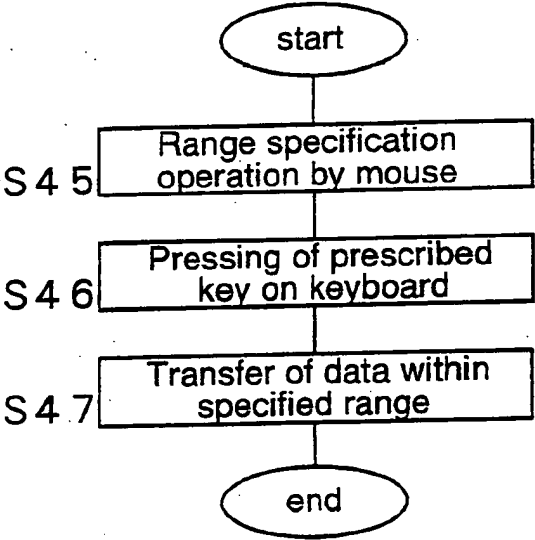 start
Range specification
operation by mouse
S45
Pressing of prescribed
key on keyboard
S46
Transfer of data within
specified range
S47
end